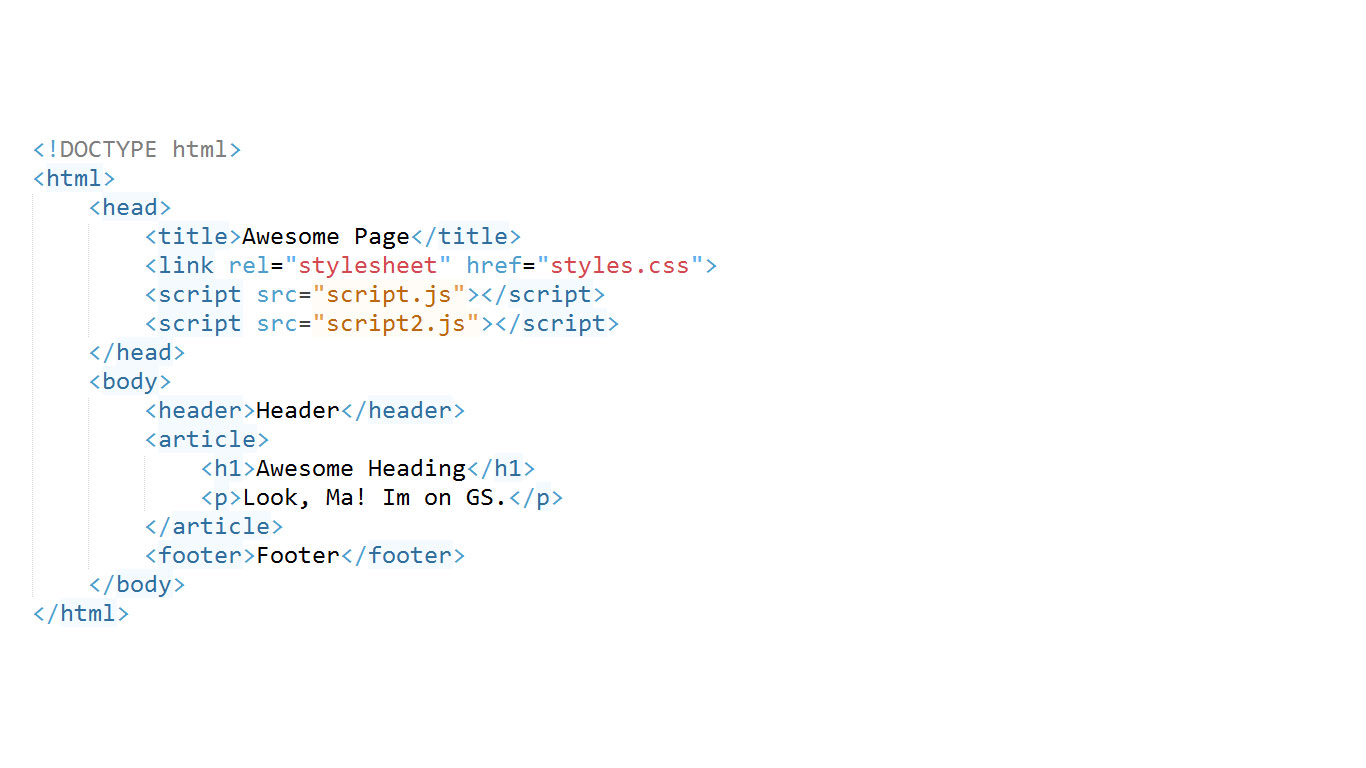 <!DOCTYPE html>
<html>
    <head>
        <title>Awesome Page</title>
        <link rel="stylesheet" href="styles.css">
        <script src="script.js"></script>
        <script src="script2.js"></script>
    </head>
    <body>
        <header>Header</header>
        <article>
            <h1>Awesome Heading</h1>
            <p>Look, Ma! Im on GS.</p>
        </article>
        <footer>Footer</footer>
    </body>
</html>